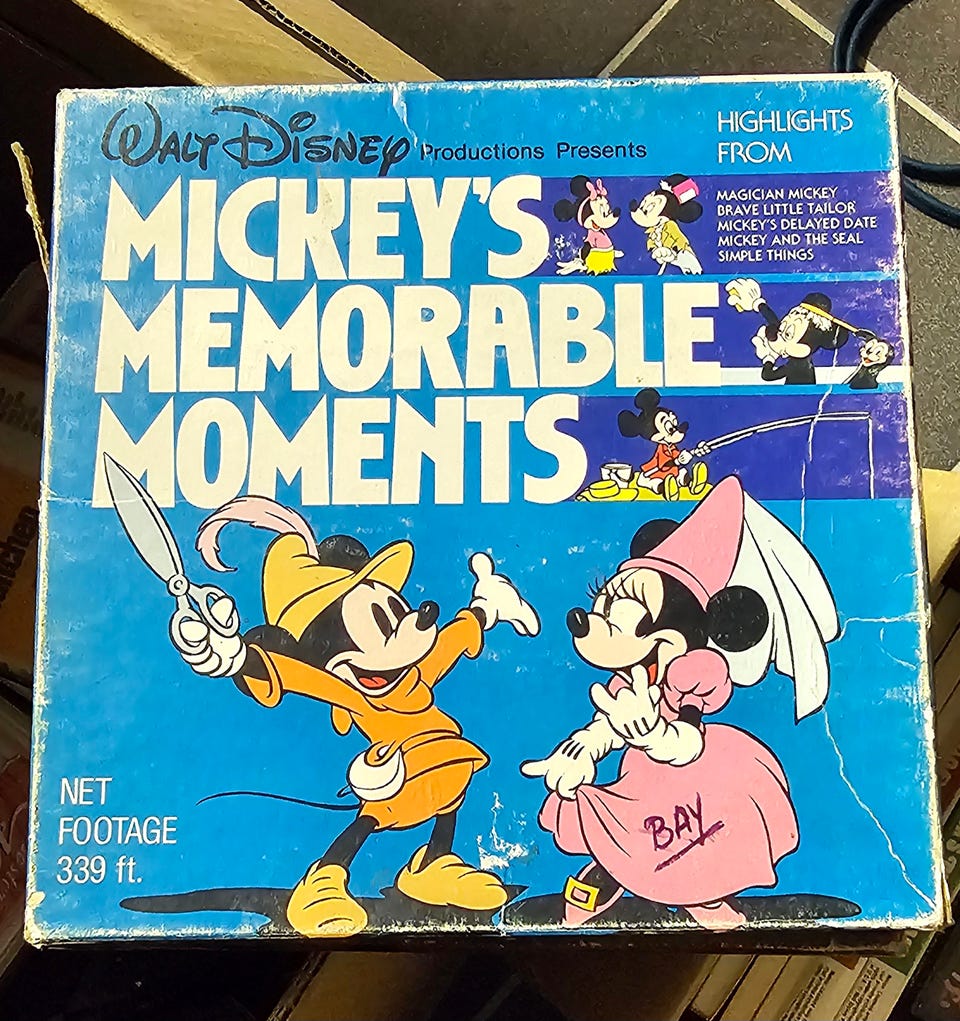 WALT DISNEY Productions Presents
MICKEY'S
MEMORABLE
MOMENTS
HIGHLIGHTS
FROM
MAGICIAN MICKEY
BRAVE LITTLE TAILOR
MICKEY'S DELAYED DATE
MICKEY AND THE SEAL
SIMPLE THINGS
NET
FOOTAGE
339 ft.
BAY